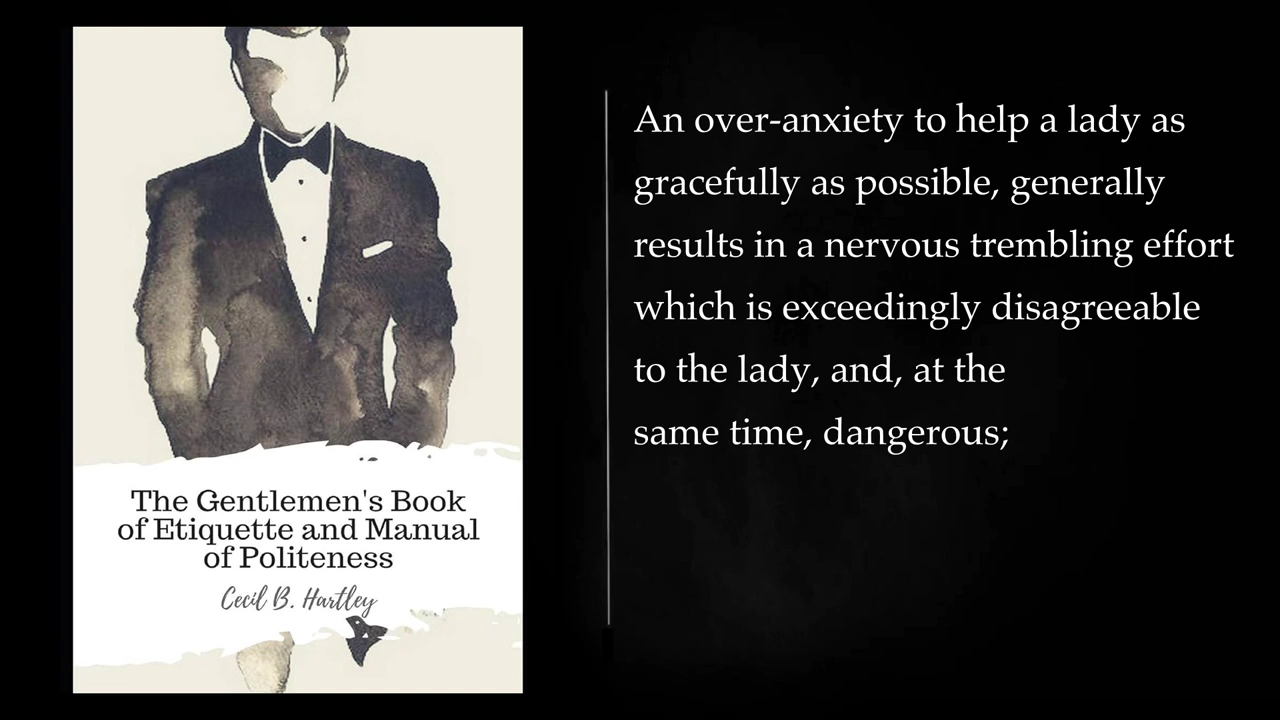 The Gentlemen's Book
of Etiquette and Manual
of Politeness
Cecil B. Hartley
An over-anxiety to help a lady as
gracefully as possible, generally
results in a nervous trembling effort
which is exceedingly disagreeable
to the lady, and, at the
same time, dangerous;